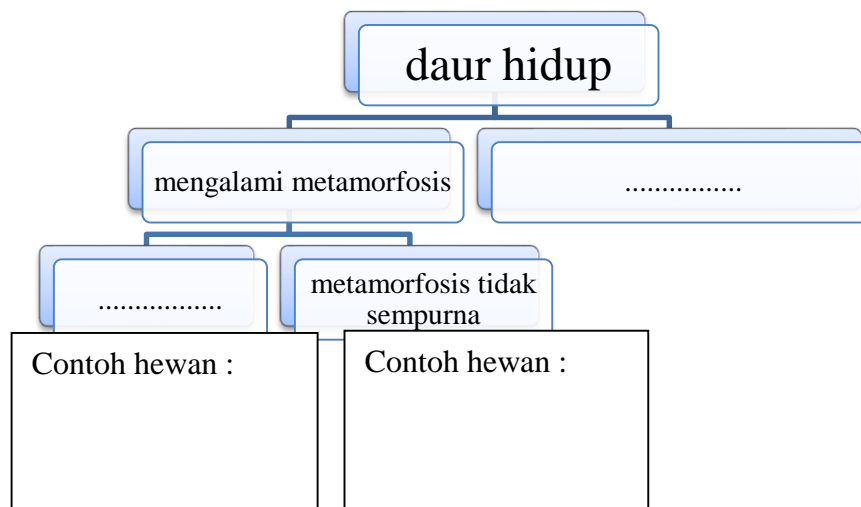 daur hidup
mengalami metamorfosis
................
.................
metamorfosis tidak
sempurna
Contoh hewan :
Contoh hewan :